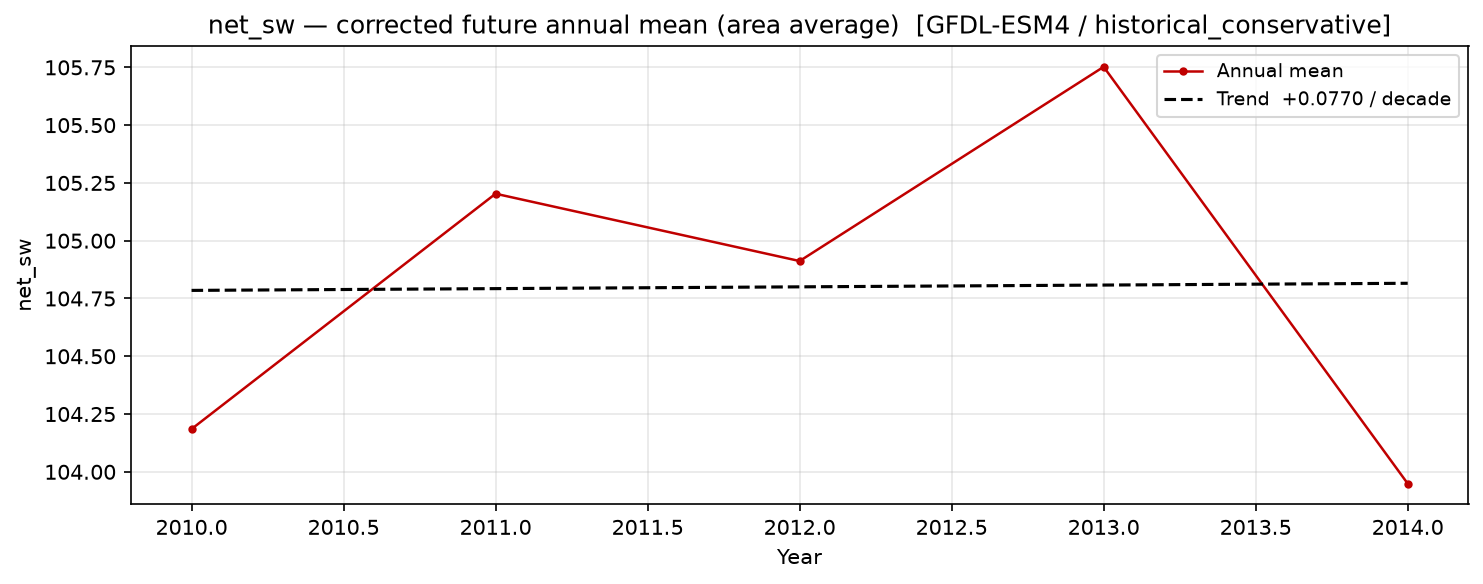 net_sw — corrected future annual mean (area average)  [GFDL-ESM4 / historical_conservative]
Annual mean
Trend  +0.0770 / decade
105.75
105.50
105.25
105.00
104.75
104.50
104.25
104.00
net_sw
2010.0 2010.5 2011.0 2011.5 2012.0 2012.5 2013.0 2013.5 2014.0
Year